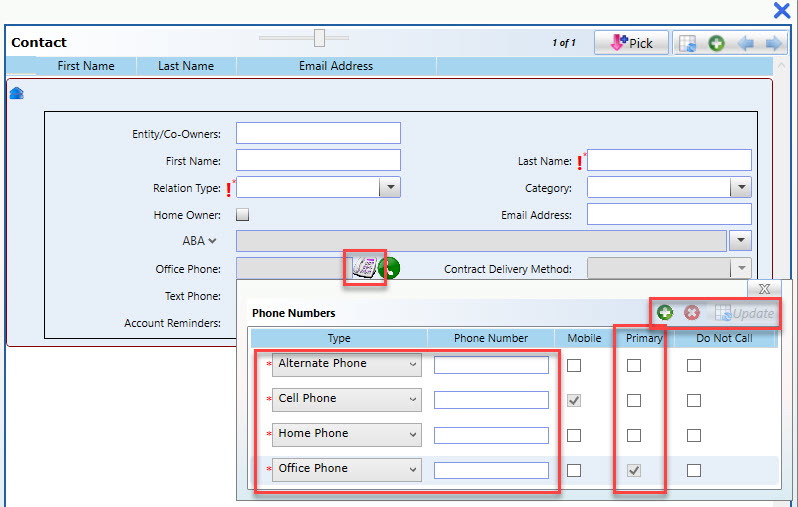 Contact
1 of 1
Pick
First Name Last Name Email Address
Entity/Co-Owners:
First Name: Last Name: ! *
Relation Type: ! * Category:
Home Owner: Email Address:
ABA
Office Phone: Contract Delivery Method:
Text Phone:
Account Reminders:
X
Phone Numbers
Update
Type Phone Number Mobile Primary Do Not Call
* Alternate Phone
* Cell Phone
* Home Phone
* Office Phone